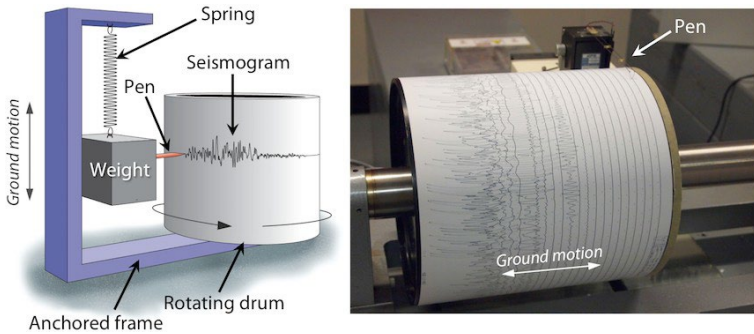 Spring
Seismogram
Pen
Weight
Ground motion
Rotating drum
Anchored frame
Pen
Ground motion